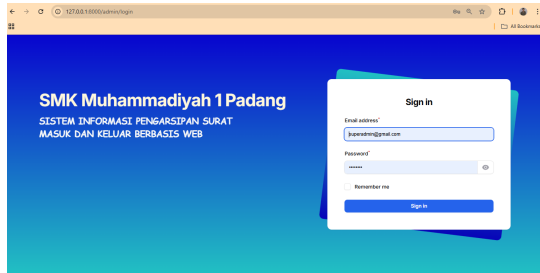 127.0.0.1:8000/admin/login
All Bookmarks
SMK Muhammadiyah 1 Padang
SISTEM INFORMASI PENGARSIPAN SURAT
MASUK DAN KELUAR BERBASIS WEB
Sign in
Email address*
jsuperadmin@gmail.com
Password*
Remember me
Sign in